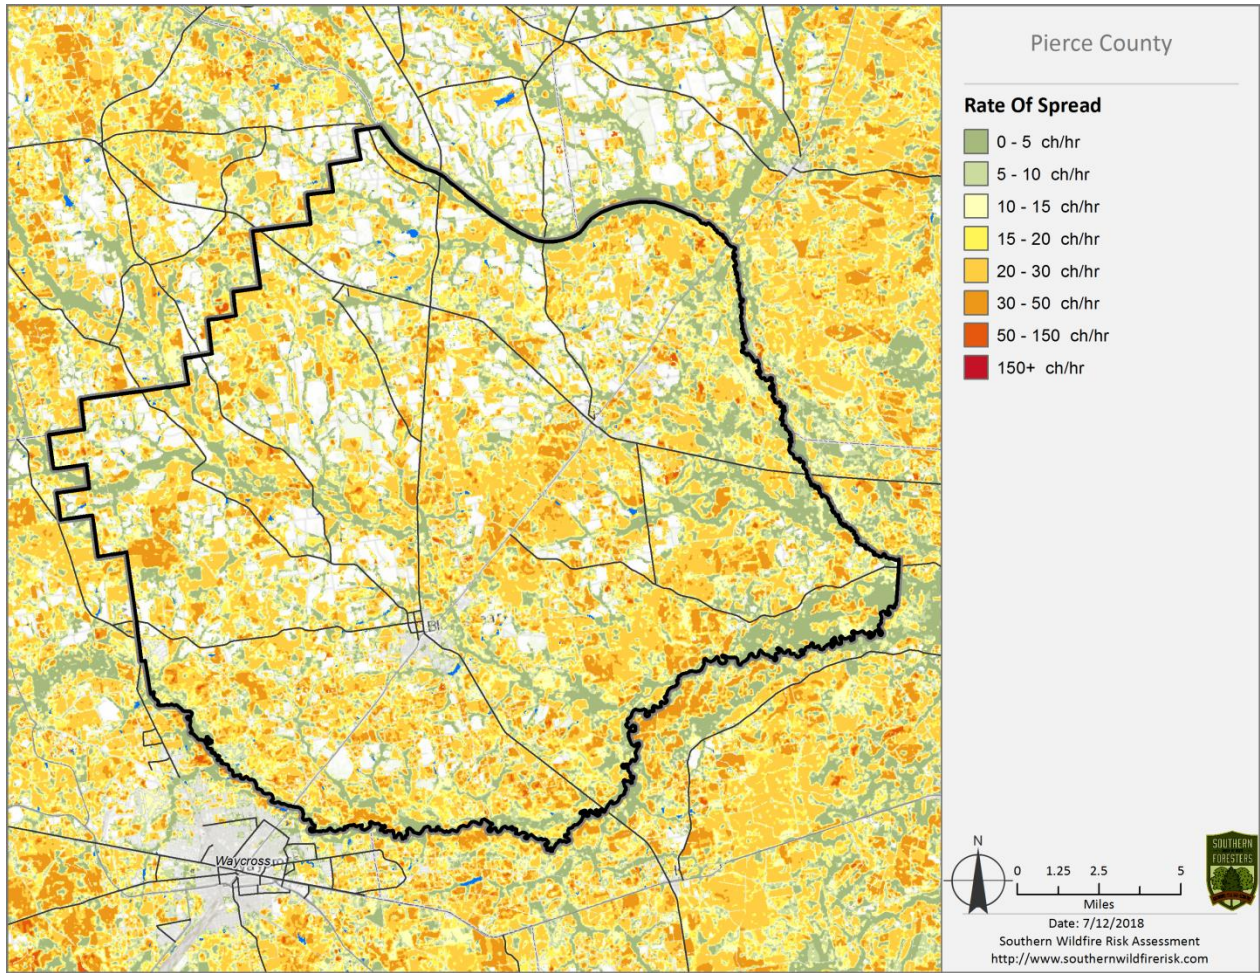 Pierce County
Rate Of Spread
0 - 5 ch/hr
5 - 10 ch/hr
10 - 15 ch/hr
15 - 20 ch/hr
20 - 30 ch/hr
30 - 50 ch/hr
50 - 150 ch/hr
150+ ch/hr
Bl
Waycross
N
0 1.25 2.5 5
Miles
Date: 7/12/2018
Southern Wildfire Risk Assessment
http://www.southernwildfirerisk.com
SOUTHERN
FORESTERS